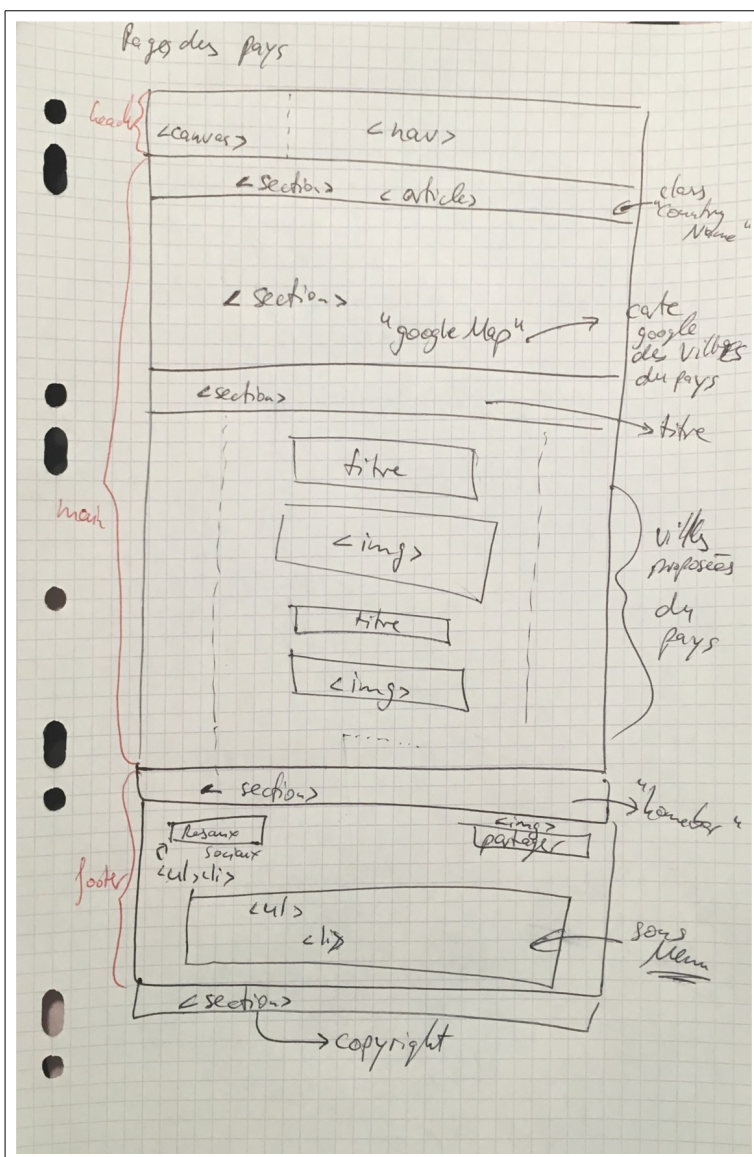 Pages des pays
header
<canvas>
<nav>
<section> <article>
class
"Country
Name"
<section>
"google Map"
carte
google
des Villes
du pays
<section>
titre
main
titre
<img>
titre
<img>
.......
villes
proposées
du
pays
<section>
"homebar"
footer
Résaux
Sociaux
<ul><li>
<img>
partager
<ul>
<li>
sous
Menu
<section>
copyright